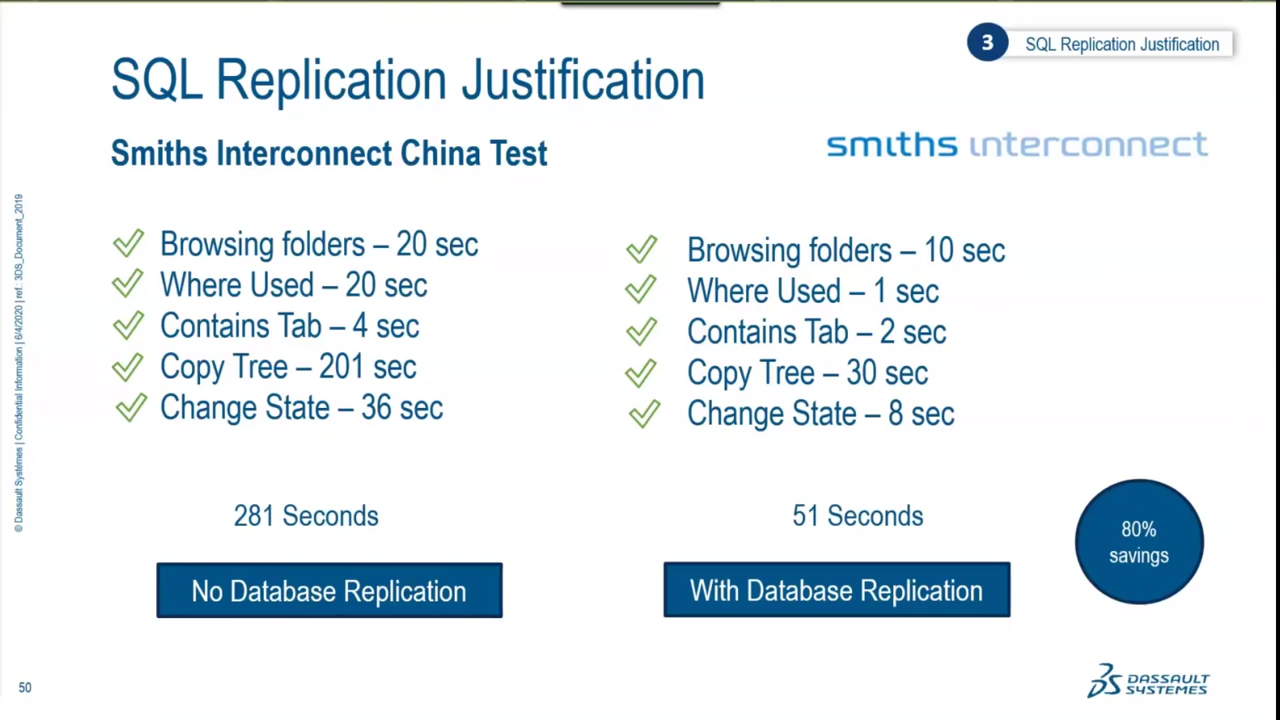 3 SQL Replication Justification
SQL Replication Justification
Smiths Interconnect China Test
smiths interconnect
Browsing folders – 20 sec
Where Used – 20 sec
Contains Tab – 4 sec
Copy Tree – 201 sec
Change State – 36 sec
281 Seconds
No Database Replication
Browsing folders – 10 sec
Where Used – 1 sec
Contains Tab – 2 sec
Copy Tree – 30 sec
Change State – 8 sec
51 Seconds
With Database Replication
80%
savings
© Dassault Systèmes | Confidential Information | 6/4/2020 | ref.: 3DS_Document_2019
50
3DS DASSAULT
SYSTEMES